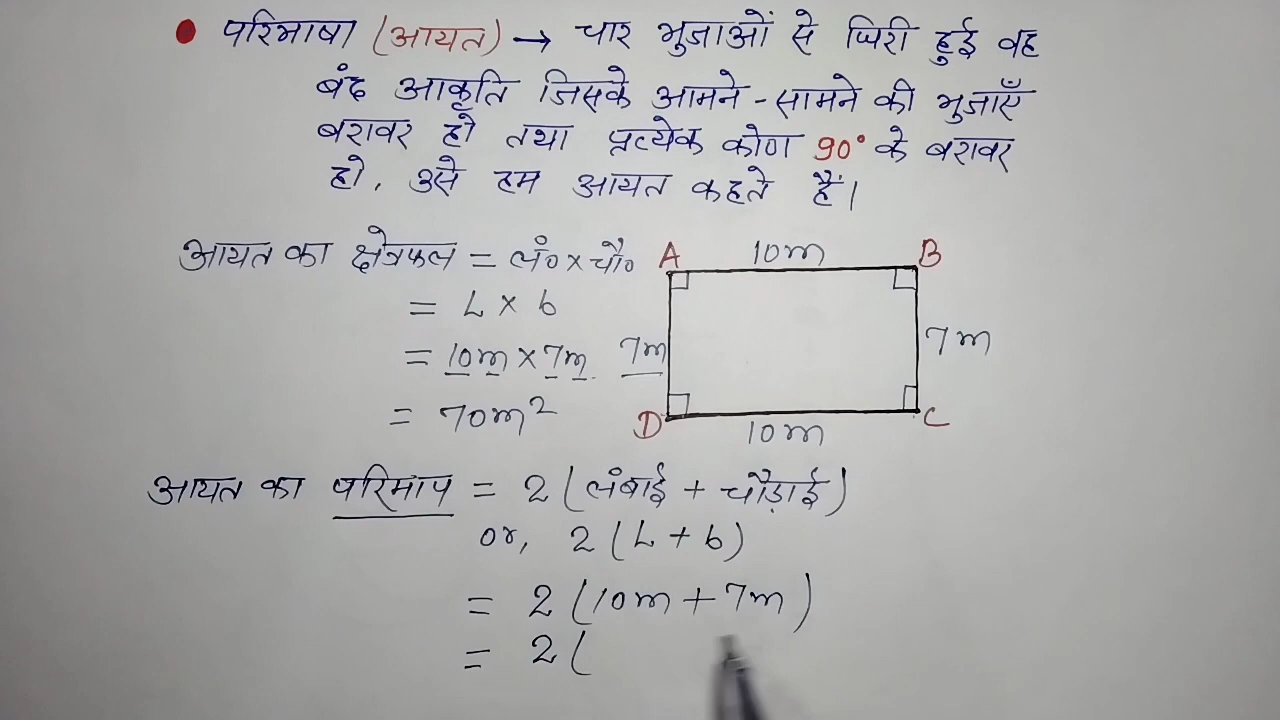 • परिभाषा (आयत) → चार भुजाओं से घिरी हुई वह
बंद आकृति जिसके आमने-सामने की भुजाएँ
बराबर हो तथा प्रत्येक कोण 90° के बराबर
हो, उसे हम आयत कहते हैं।
आयत का क्षेत्रफल = लं० × चौ०
= L × b
= 10m × 7m
= 70m²
A 10m B
7m 7m
D 10m C
आयत का परिमाप = 2 (लंबाई + चौड़ाई)
or, 2 (L + b)
= 2 (10m + 7m)
= 2 (